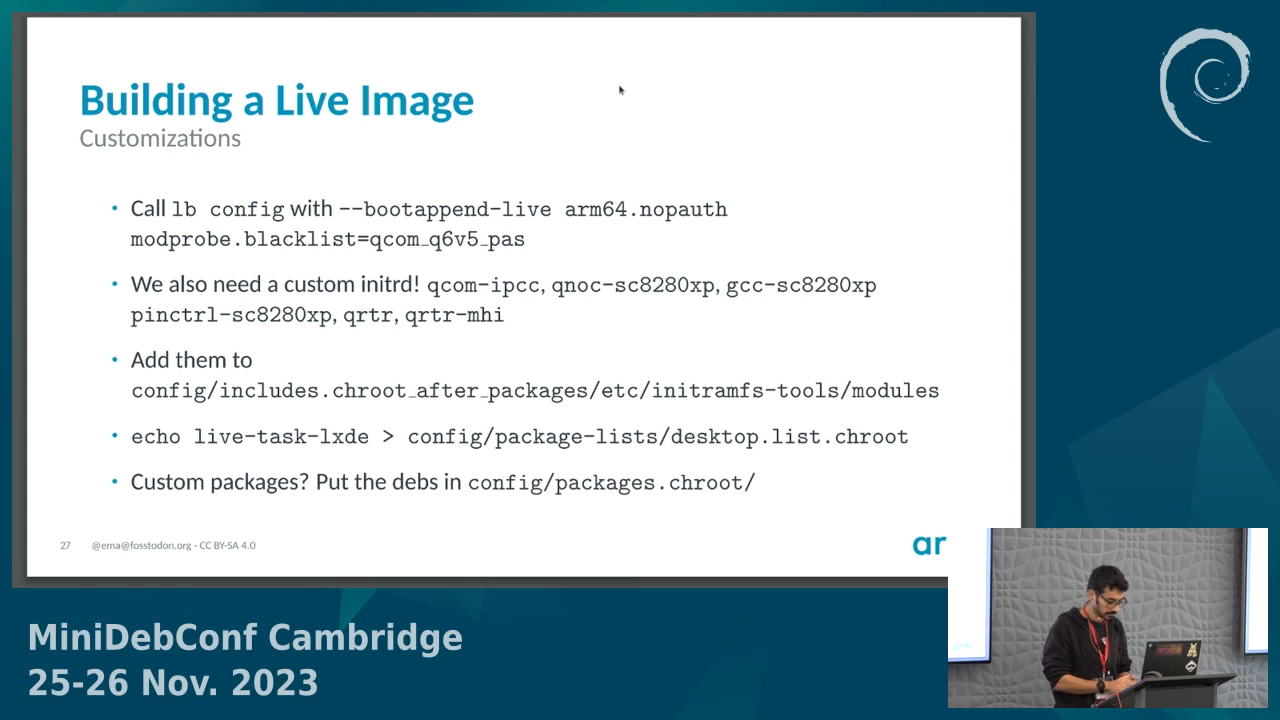 Building a Live Image
Customizations
• Call lb config with --bootappend-live arm64.nopauth
modprobe.blacklist=qcom_q6v5_pas
• We also need a custom initrd! qcom-ipcc, qnoc-sc8280xp, gcc-sc8280xp
pinctrl-sc8280xp, qrtr, qrtr-mhi
• Add them to
config/includes.chroot_after_packages/etc/initramfs-tools/modules
• echo live-task-lxde > config/package-lists/desktop.list.chroot
• Custom packages? Put the debs in config/packages.chroot/
27 @ema@fosstodon.org - CC BY-SA 4.0
ar
MiniDebConf Cambridge
25-26 Nov. 2023